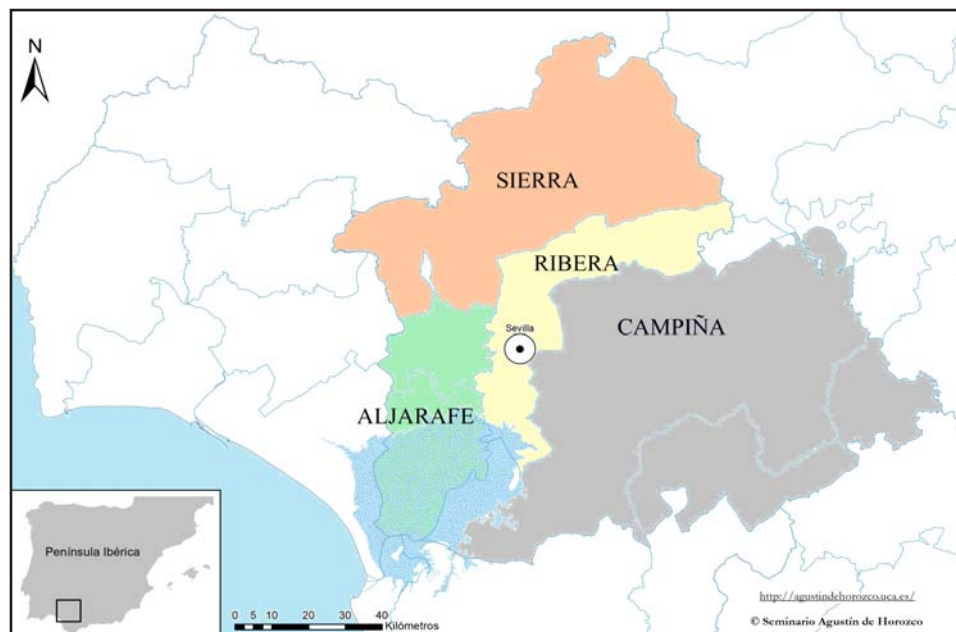 N
SIERRA
RIBERA
Sevilla
CAMPIÑA
ALJARAFE
Península Ibérica
0 5 10 20 30 40
Kilómetros
http://agustindehorozco.uca.es/
© Seminario Agustín de Horozco